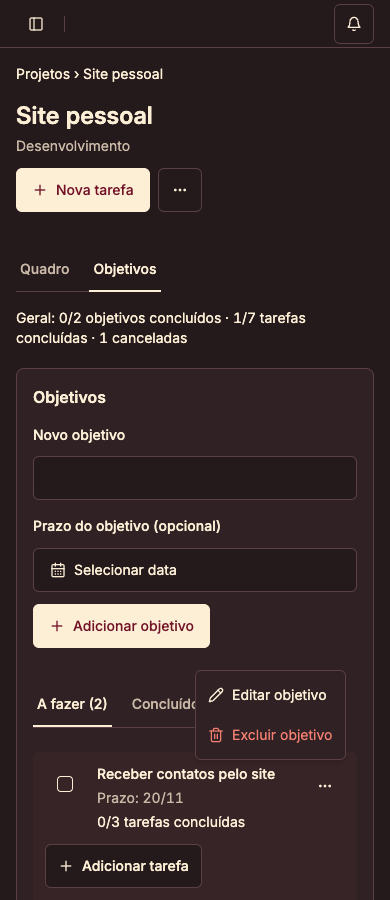 Projetos › Site pessoal
Site pessoal
Desenvolvimento
Nova tarefa
Quadro
Objetivos
Geral: 0/2 objetivos concluídos · 1/7 tarefas
concluídas · 1 canceladas
Objetivos
Novo objetivo
Prazo do objetivo (opcional)
Selecionar data
Adicionar objetivo
A fazer (2)
Editar objetivo
Excluir objetivo
Receber contatos pelo site
Prazo: 20/11
0/3 tarefas concluídas
Adicionar tarefa